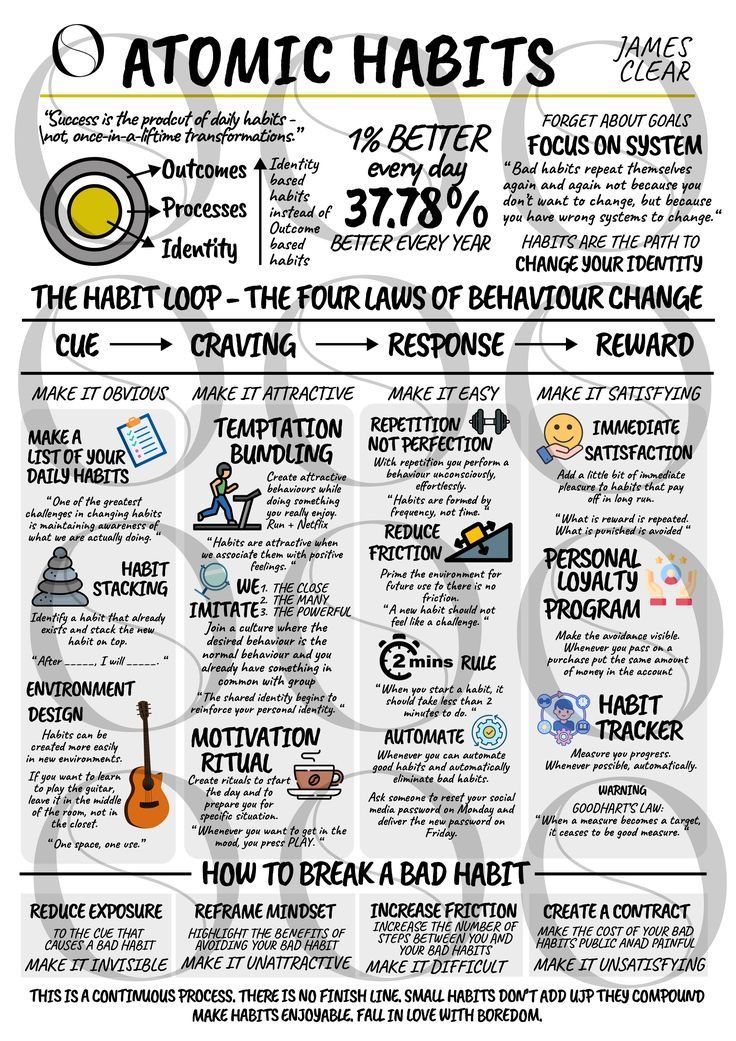 ATOMIC HABITS
JAMES
CLEAR
"Success is the prodcut of daily habits -
not, once-in-a-liftime transformations."
Outcomes
Processes
Identity
Identity
based
habits
instead of
Outcome
based
habits
1% BETTER
every day
37.78%
BETTER EVERY YEAR
FORGET ABOUT GOALS
FOCUS ON SYSTEM
"Bad habits repeat themselves
again and again not because you
don't want to change, but because
you have wrong systems to change."
HABITS ARE THE PATH TO
CHANGE YOUR IDENTITY
THE HABIT LOOP - THE FOUR LAWS OF BEHAVIOUR CHANGE
CUE
CRAVING
RESPONSE
REWARD
MAKE IT OBVIOUS
MAKE IT ATTRACTIVE
MAKE IT EASY
MAKE IT SATISFYING
MAKE A
LIST OF YOUR
DAILY HABITS
"One of the greatest
challenges in changing habits
is maintaining awareness of
what we are actually doing. "
HABIT
STACKING
Identify a habit that already
exists and stack the new
habit on top.
"After _____, I will _____. "
ENVIRONMENT
DESIGN
Habits can be
created more easily
in new environments.
If you want to learn
to play the guitar,
leave it in the middle
of the room, not in
the closet.
"One space, one use."
TEMPTATION
BUNDLING
Create attractive
behaviours while
doing something
you really enjoy.
Run + Netflix
"Habits are attractive when
we associate them with positive
feelings. "
WE
IMITATE
1. THE CLOSE
2. THE MANY
3. THE POWERFUL
Join a culture where the
desired behaviour is the
normal behaviour and you
already have something in
common with group
"The shared identity begins to
reinforce your personal identity. "
MOTIVATION
RITUAL
Create rituals to start
the day and to
prepare you for
specific situation.
"Whenever you want to get in the
mood, you press PLAY. "
REPETITION
NOT PERFECTION
With repetition you perform a
behaviour unconsciously,
effortlessly.
"Habits are formed by
frequency, not time. "
REDUCE
FRICTION
Prime the environment for
future use to there is no
friction.
"A new habit should not
feel like a challenge. "
2 mins RULE
"When you start a habit, it
should take less than 2
minutes to do. "
AUTOMATE
Whenever you can automate
good habits and automatically
eliminate bad habits.
Ask someone to reset your social
media password on Monday and
deliver the new password on
Friday.
IMMEDIATE
SATISFACTION
Add a little bit of immediate
pleasure to habits that pay
off in long run.
"What is reward is repeated.
What is punished is avoided "
PERSONAL
LOYALTY
PROGRAM
Make the avoidance visible.
Whenever you pass on a
purchase put the same amount
of money in the account
HABIT
TRACKER
Measure you progress.
Whenever possible, automatically.
WARNING
GOODHARTS LAW:
"When a measure becomes a target,
it ceases to be good measure. "
HOW TO BREAK A BAD HABIT
REDUCE EXPOSURE
TO THE CUE THAT
CAUSES A BAD HABIT
MAKE IT INVISIBLE
REFRAME MINDSET
HIGHLIGHT THE BENEFITS OF
AVOIDING YOUR BAD HABIT
MAKE IT UNATTRACTIVE
INCREASE FRICTION
INCREASE THE NUMBER OF
STEPS BETWEEN YOU AND
YOUR BAD HABITS
MAKE IT DIFFICULT
CREATE A CONTRACT
MAKE THE COST OF YOUR BAD
HABITS PUBLIC ANAD PAINFUL
MAKE IT UNSATISFYING
THIS IS A CONTINUOUS PROCESS. THERE IS NO FINISH LINE. SMALL HABITS DON'T ADD UJP THEY COMPOUND
MAKE HABITS ENJOYABLE. FALL IN LOVE WITH BOREDOM.